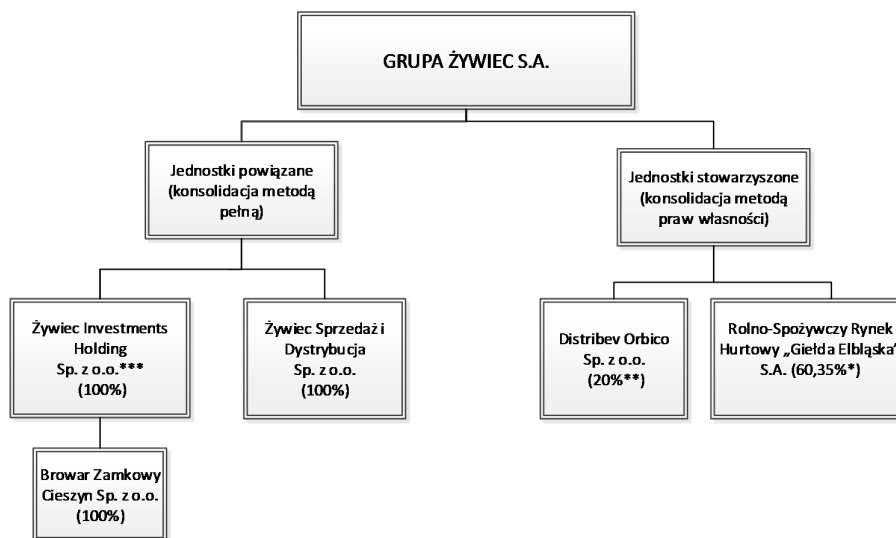 GRUPA ŻYWIEC S.A.
Jednostki powiązane
(konsolidacja metodą
pełną)
Jednostki stowarzyszone
(konsolidacja metodą
praw własności)
Żywiec Investments
Holding
Sp. z o.o.***
(100%)
Żywiec Sprzedaż i
Dystrybucja
Sp. z o.o.
(100%)
Distribev Orbico
Sp. z o.o.
(20%**)
Rolno-Spożywczy Rynek
Hurtowy „Giełda Elbląska”
S.A. (60,35%*)
Browar Zamkowy
Cieszyn Sp. z o.o.
(100%)